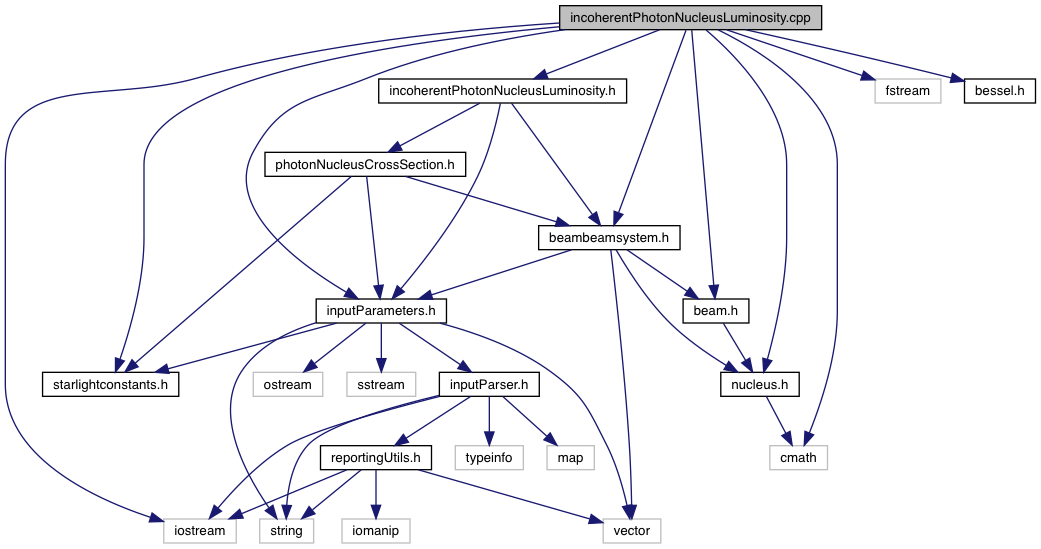 incoherentPhotonNucleusLuminosity.cpp
incoherentPhotonNucleusLuminosity.h
fstream
bessel.h
photonNucleusCrossSection.h
beambeamsystem.h
inputParameters.h
beam.h
starlightconstants.h
ostream
sstream
inputParser.h
nucleus.h
reportingUtils.h
typeinfo
map
cmath
iostream
string
iomanip
vector